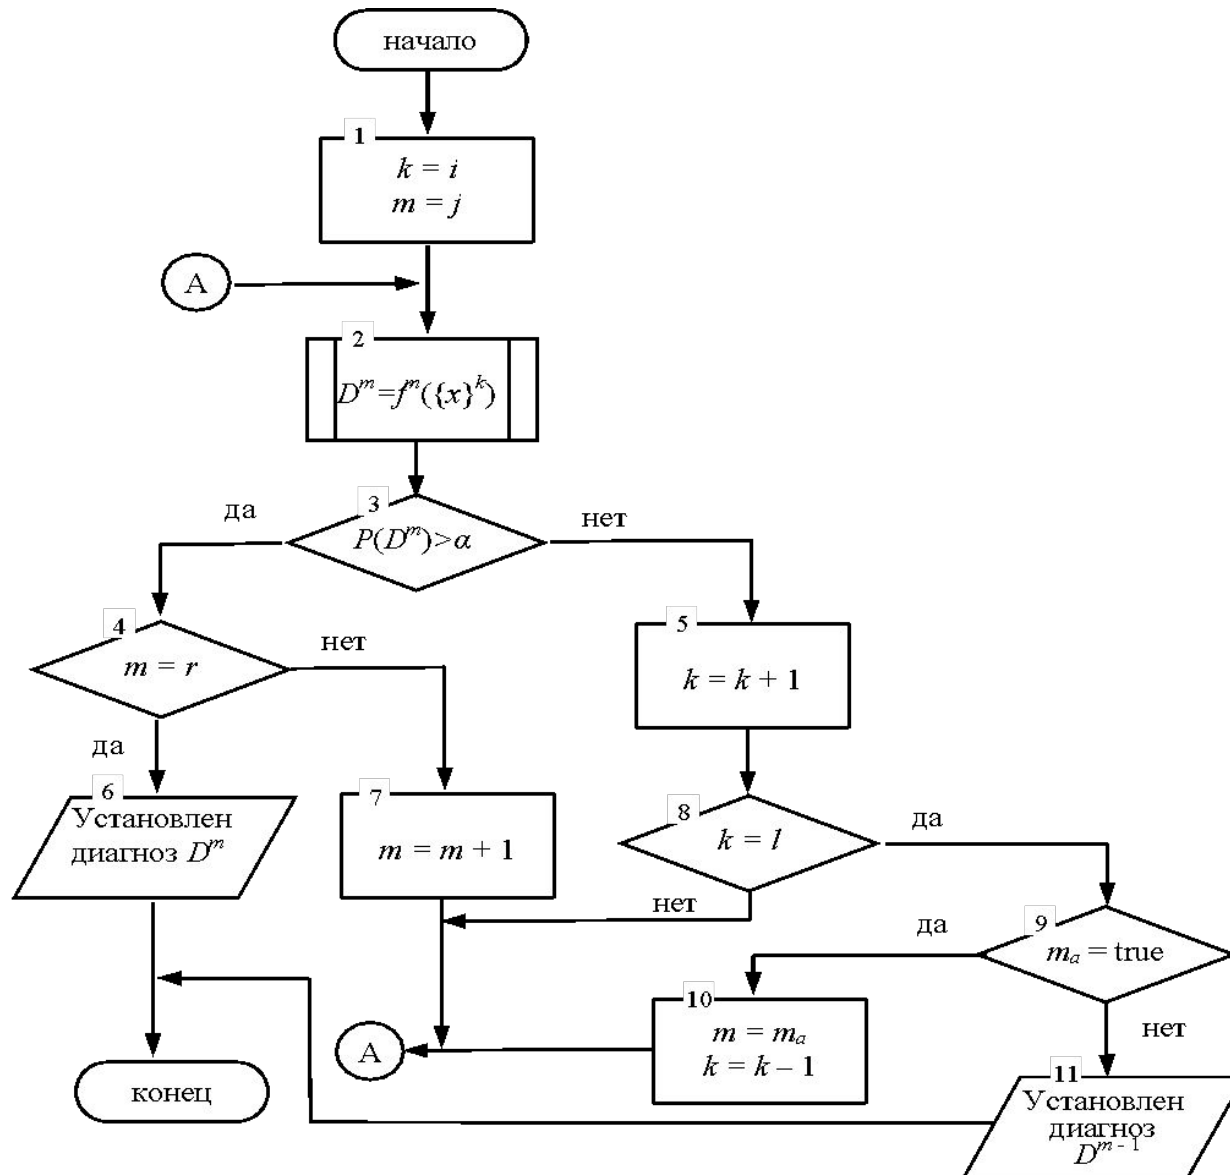 начало
1
k = i
m = j
A
2
D^m=f^m({x}^k)
3
да
нет
P(D^m)>α
4
нет
m = r
5
k = k + 1
да
6
Установлен
диагноз D^m
7
m = m + 1
8
k = l
да
нет
да
9
m_a = true
10
m = m_a
k = k – 1
A
нет
конец
11
Установлен
диагноз
D^{m-1}